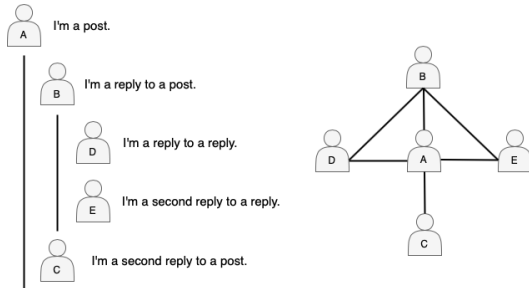 A
I'm a post.
B
I'm a reply to a post.
D
I'm a reply to a reply.
E
I'm a second reply to a reply.
C
I'm a second reply to a post.
B
D
A
E
C